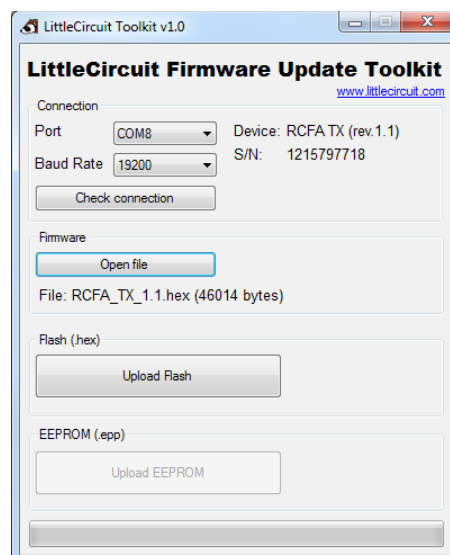 LittleCircuit Toolkit v1.0
LittleCircuit Firmware Update Toolkit
www.littlecircuit.com
Connection
Port COM8 Device: RCFA TX (rev.1.1)
Baud Rate 19200 S/N: 1215797718
Check connection
Firmware
Open file
File: RCFA_TX_1.1.hex (46014 bytes)
Flash (.hex)
Upload Flash
EEPROM (.epp)
Upload EEPROM